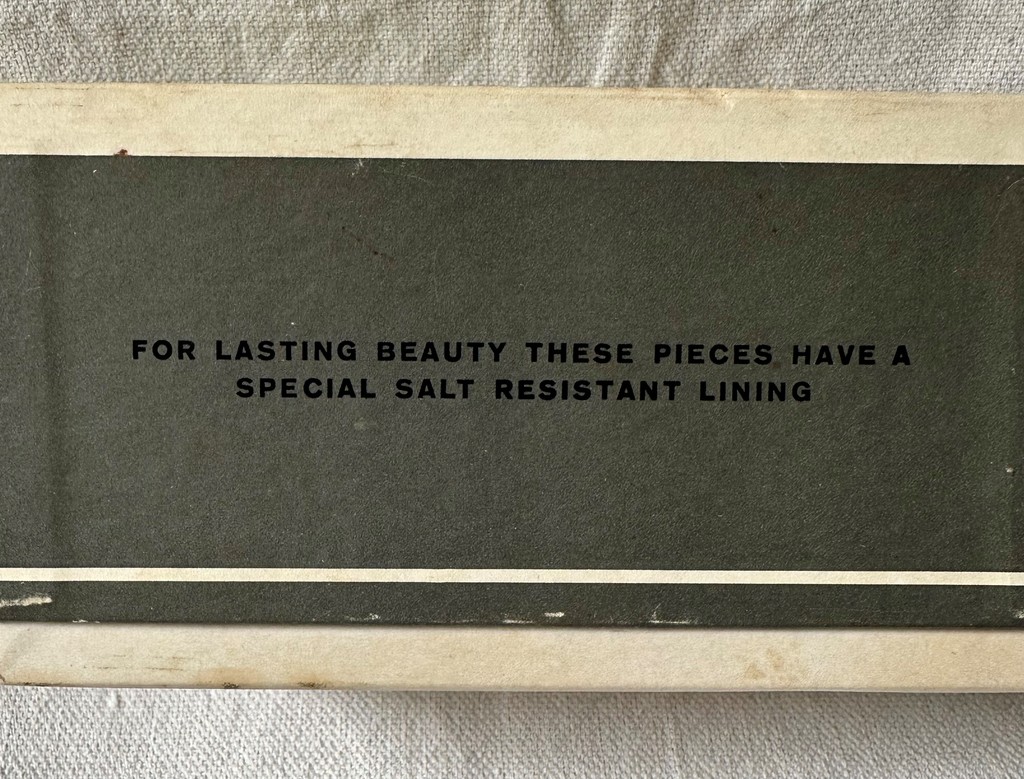 FOR LASTING BEAUTY THESE PIECES HAVE A
SPECIAL SALT RESISTANT LINING